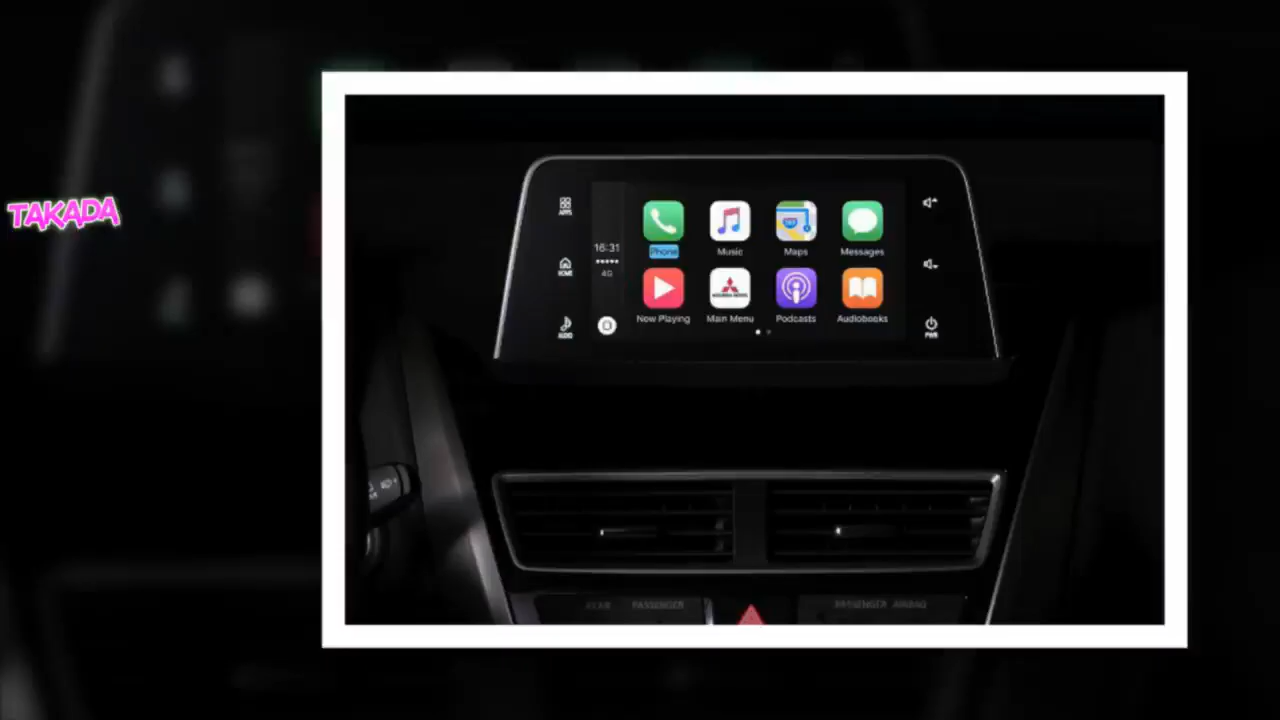 TAKADA
APPS
HOME
AUDIO
16:31
4G
Phone
Music
Maps
Messages
Now Playing
Main Menu
Podcasts
Audiobooks
PWR
REAR PASSENGER
PASSENGER AIRBAG